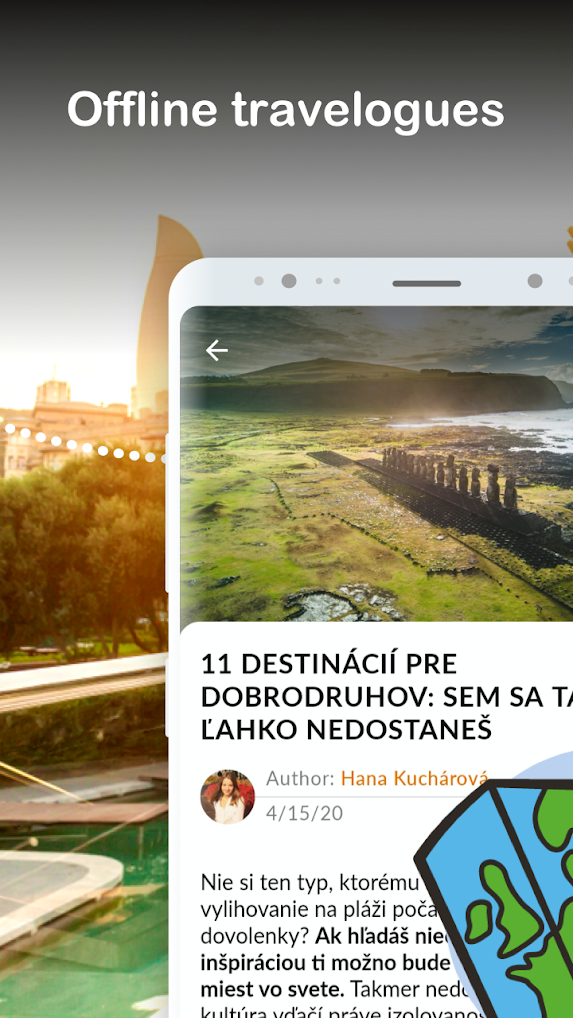 Offline travelogues
11 DESTINÁCIÍ PRE
DOBRODRUHOV: SEM SA
ĽAHKO NEDOSTANEŠ
Author: Hana Kuchárová
4/15/20
Nie si ten typ, ktorému
vylihovanie na pláži
dovolenky? Ak hľadáš
inšpiráciou ti možno bude
miest vo svete. Takmer
kultúra vďačí práve